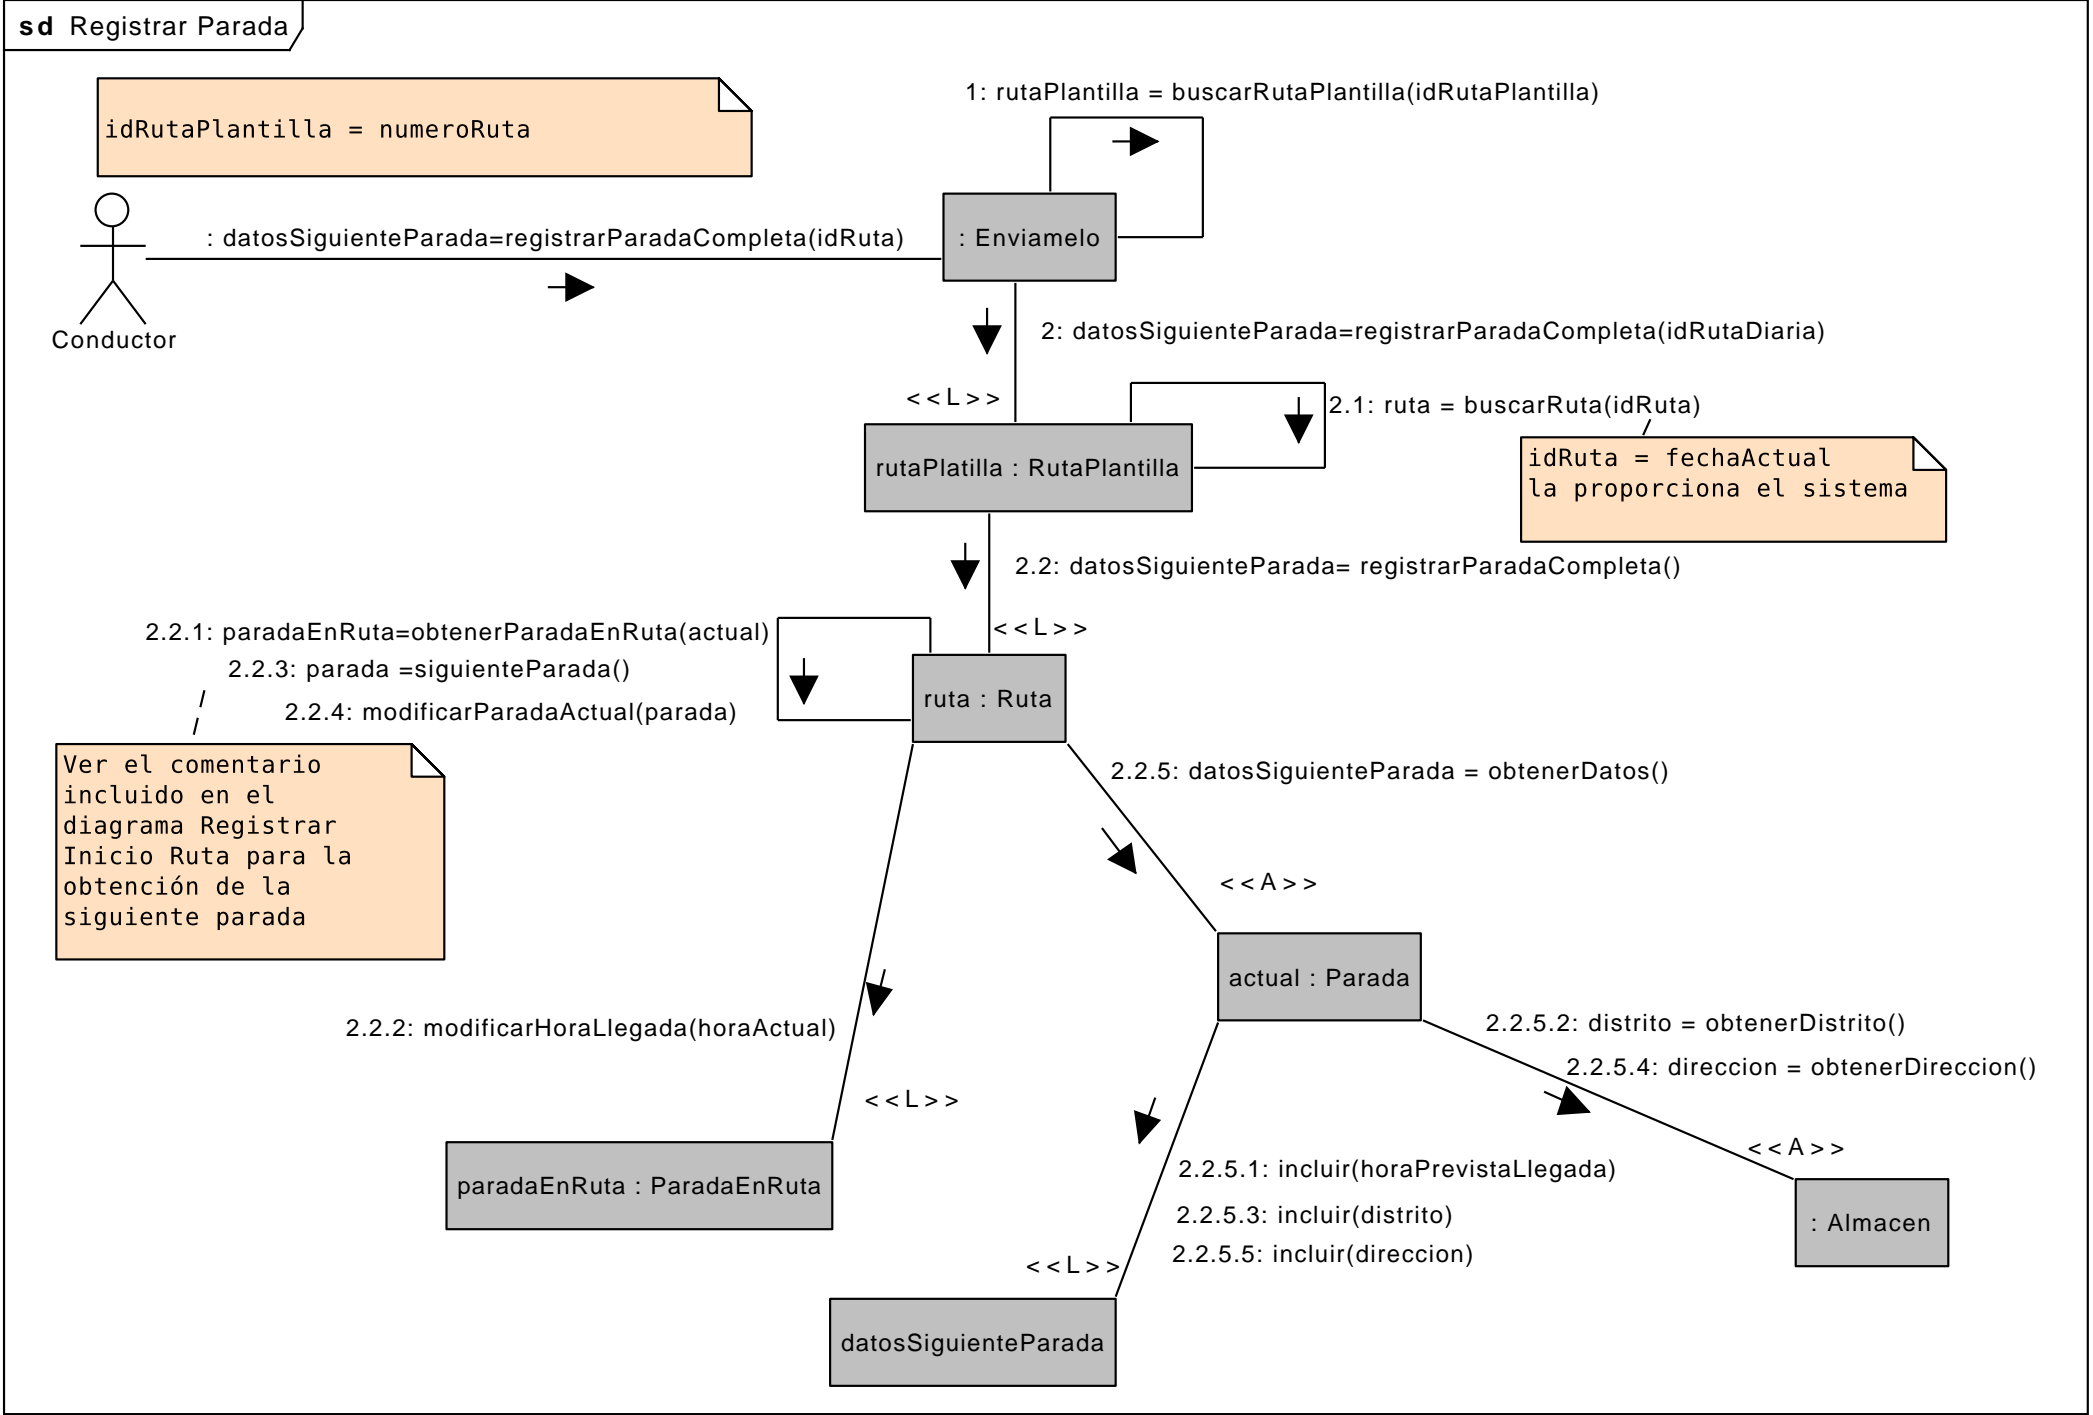 sd Registrar Parada
idRutaPlantilla = numeroRuta
1: rutaPlantilla = buscarRutaPlantilla(idRutaPlantilla)
: datosSiguienteParada=registrarParadaCompleta(idRuta)
: Enviamelo
Conductor
2: datosSiguienteParada=registrarParadaCompleta(idRutaDiaria)
<<L>>
2.1: ruta = buscarRuta(idRuta)
rutaPlatilla : RutaPlantilla
idRuta = fechaActual
la proporciona el sistema
2.2: datosSiguienteParada= registrarParadaCompleta()
<<L>>
2.2.1: paradaEnRuta=obtenerParadaEnRuta(actual)
2.2.3: parada =siguienteParada()
2.2.4: modificarParadaActual(parada)
ruta : Ruta
Ver el comentario
incluido en el
diagrama Registrar
Inicio Ruta para la
obtención de la
siguiente parada
2.2.5: datosSiguienteParada = obtenerDatos()
<<A>>
actual : Parada
2.2.2: modificarHoraLlegada(horaActual)
2.2.5.2: distrito = obtenerDistrito()
2.2.5.4: direccion = obtenerDireccion()
<<L>>
<<A>>
paradaEnRuta : ParadaEnRuta
2.2.5.1: incluir(horaPrevistaLlegada)
2.2.5.3: incluir(distrito)
2.2.5.5: incluir(direccion)
: Almacen
<<L>>
datosSiguienteParada